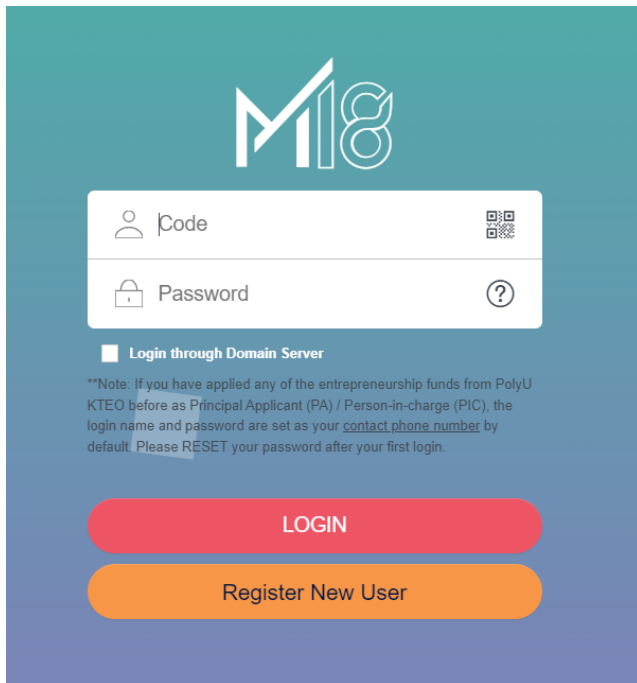 M18
Code
Password
?
Login through Domain Server
**Note: If you have applied any of the entrepreneurship funds from PolyU
KTEO before as Principal Applicant (PA) / Person-in-charge (PIC), the
login name and password are set as your contact phone number by
default. Please RESET your password after your first login.
LOGIN
Register New User